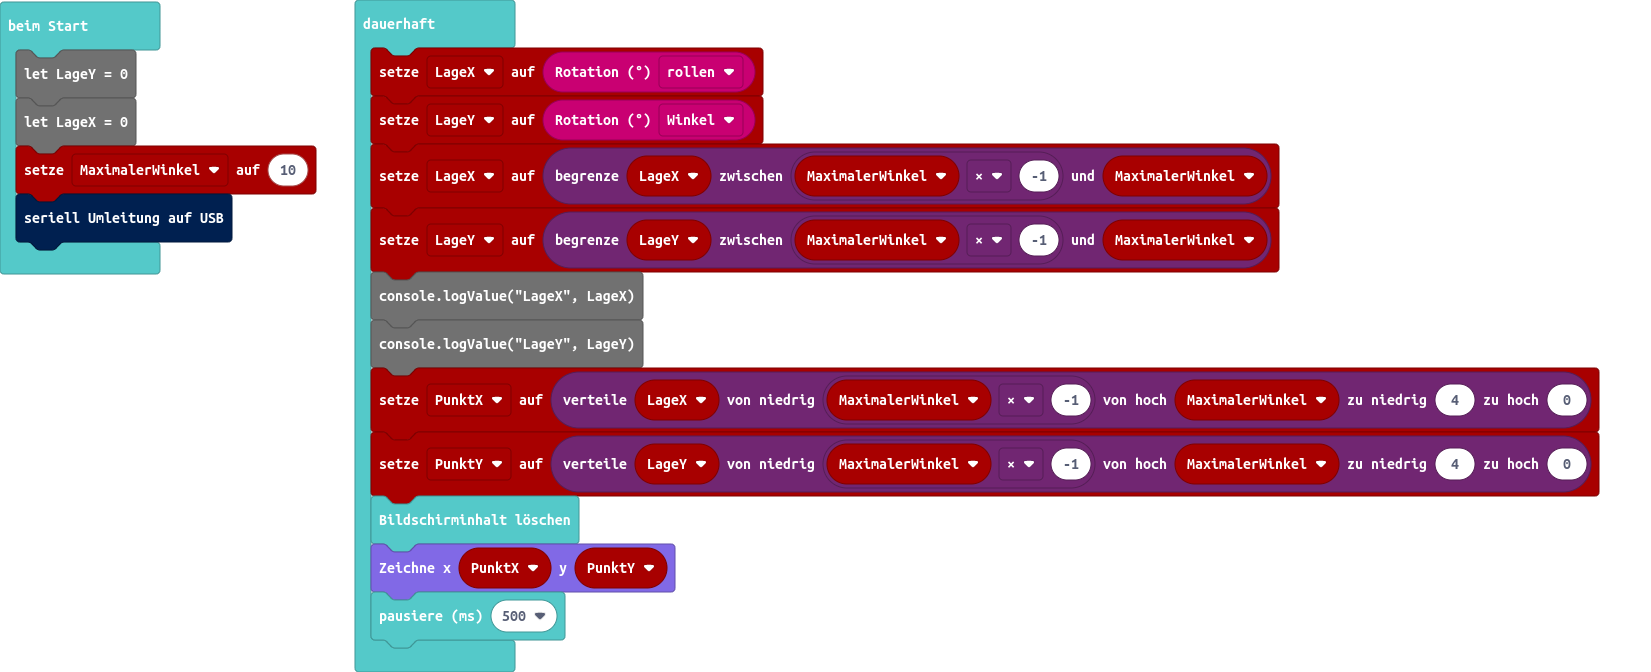 beim Start
let LageY = 0
let LageX = 0
setze MaximalerWinkel auf 10
seriell Umleitung auf USB
dauerhaft
setze LageX auf Rotation (°) rollen
setze LageY auf Rotation (°) Winkel
setze LageX auf begrenze LageX zwischen MaximalerWinkel × -1 und MaximalerWinkel
setze LageY auf begrenze LageY zwischen MaximalerWinkel × -1 und MaximalerWinkel
console.logValue("LageX", LageX)
console.logValue("LageY", LageY)
setze PunktX auf verteile LageX von niedrig MaximalerWinkel × -1 von hoch MaximalerWinkel zu niedrig 4 zu hoch 0
setze PunktY auf verteile LageY von niedrig MaximalerWinkel × -1 von hoch MaximalerWinkel zu niedrig 4 zu hoch 0
Bildschirminhalt löschen
Zeichne x PunktX y PunktY
pausiere (ms) 500